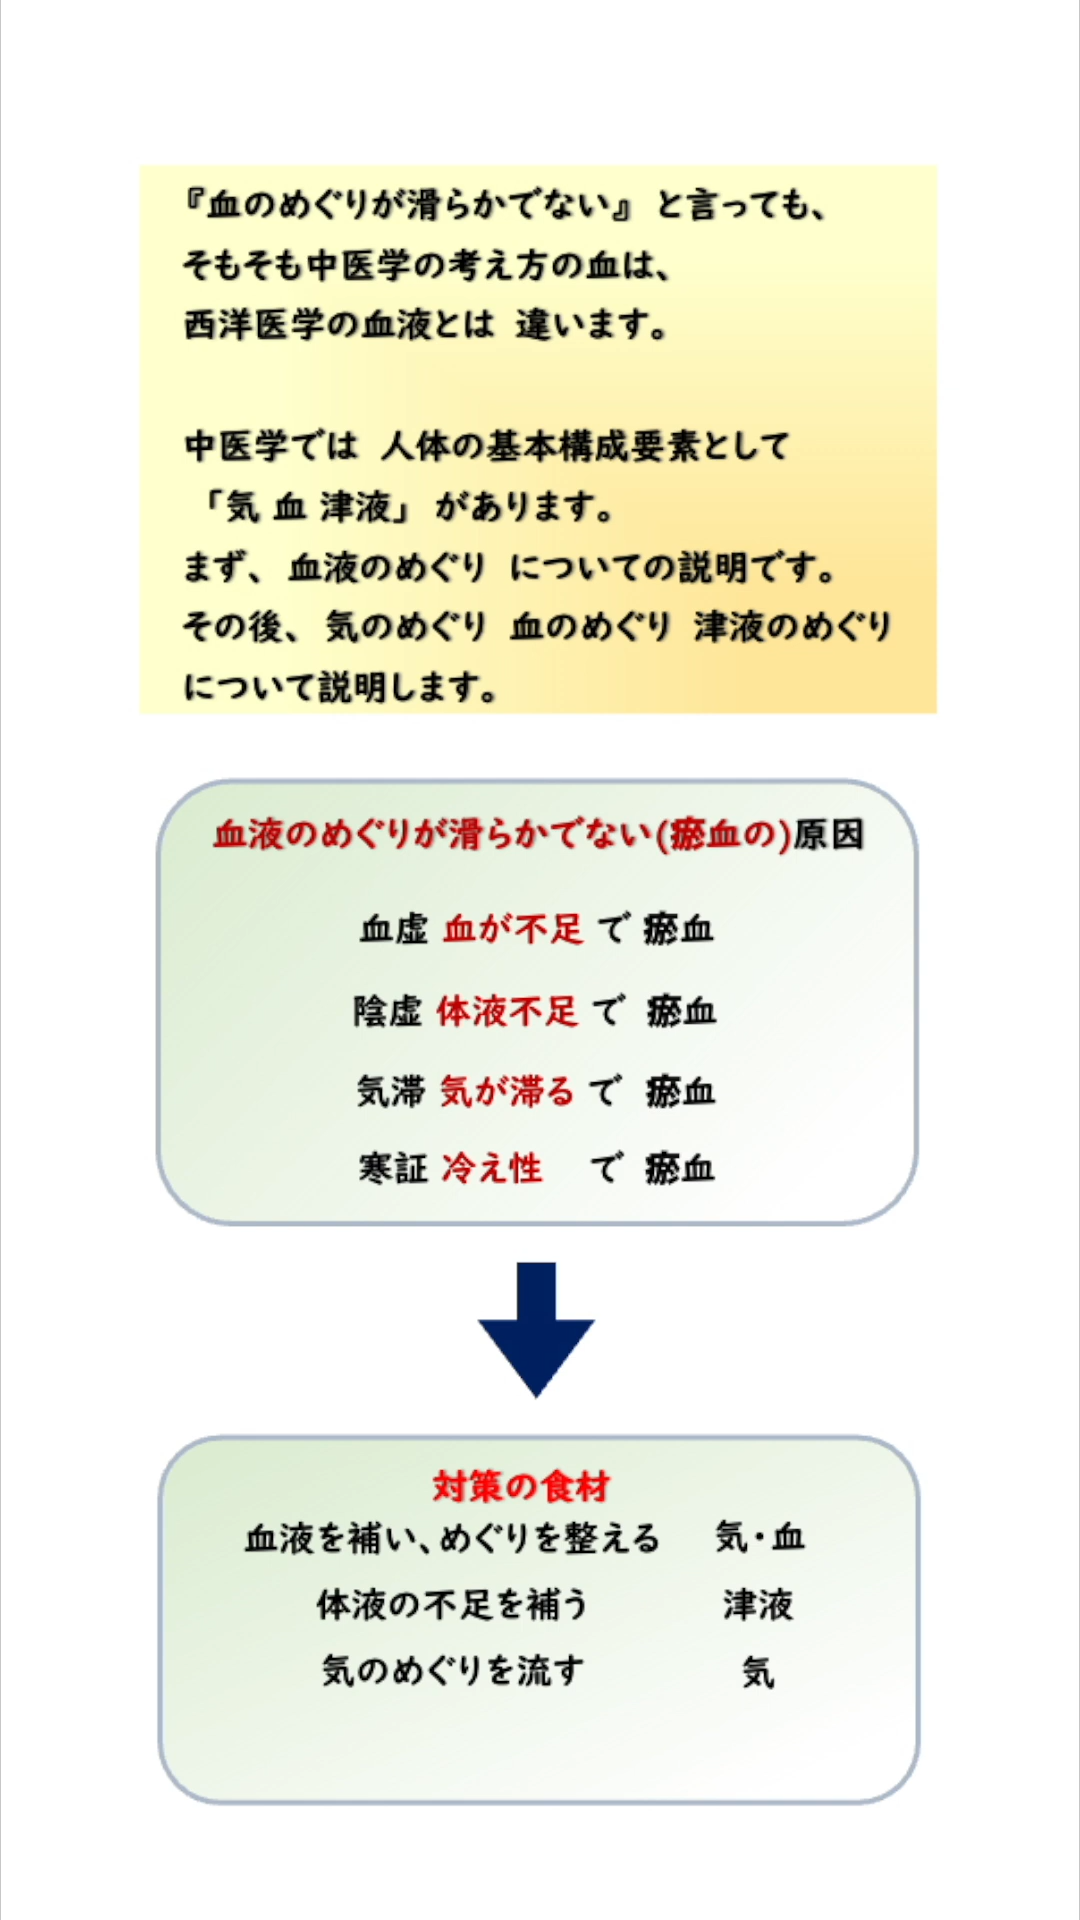 『血のめぐりが滑らかでない』 と言っても、
そもそも中医学の考え方の血は、
西洋医学の血液とは 違います。
中医学では 人体の基本構成要素として
「気 血 津液」 があります。
まず、 血液のめぐり についての説明です。
その後、 気のめぐり 血のめぐり 津液のめぐり
について説明します。
血液のめぐりが滑らかでない(瘀血の)原因
血虚 血が不足 で 瘀血
陰虚 体液不足 で 瘀血
気滞 気が滞る で 瘀血
寒証 冷え性 で 瘀血
対策の食材
血液を補い、めぐりを整える 気・血
体液の不足を補う 津液
気のめぐりを流す 気